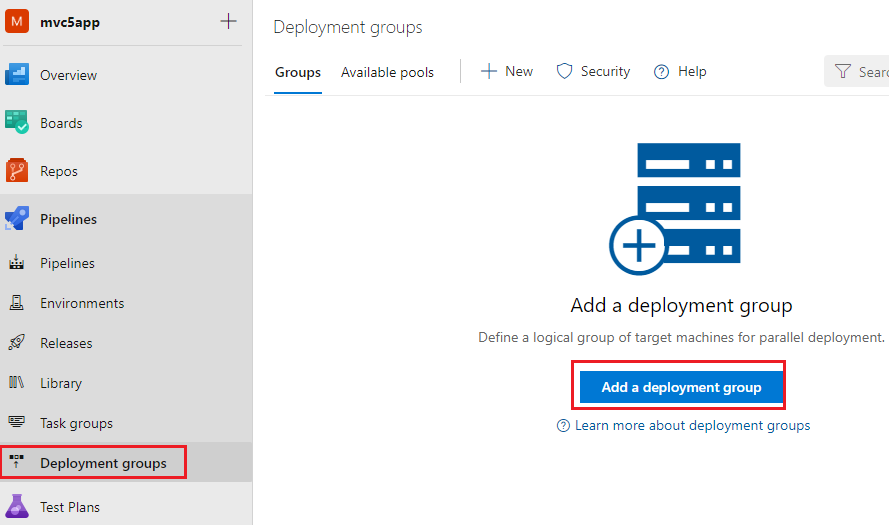 M mvc5app
Overview
Boards
Repos
Pipelines
Pipelines
Environments
Releases
Library
Task groups
Deployment groups
Test Plans
Deployment groups
Groups Available pools New Security Help Searc
Add a deployment group
Define a logical group of target machines for parallel deployment.
Add a deployment group
Learn more about deployment groups